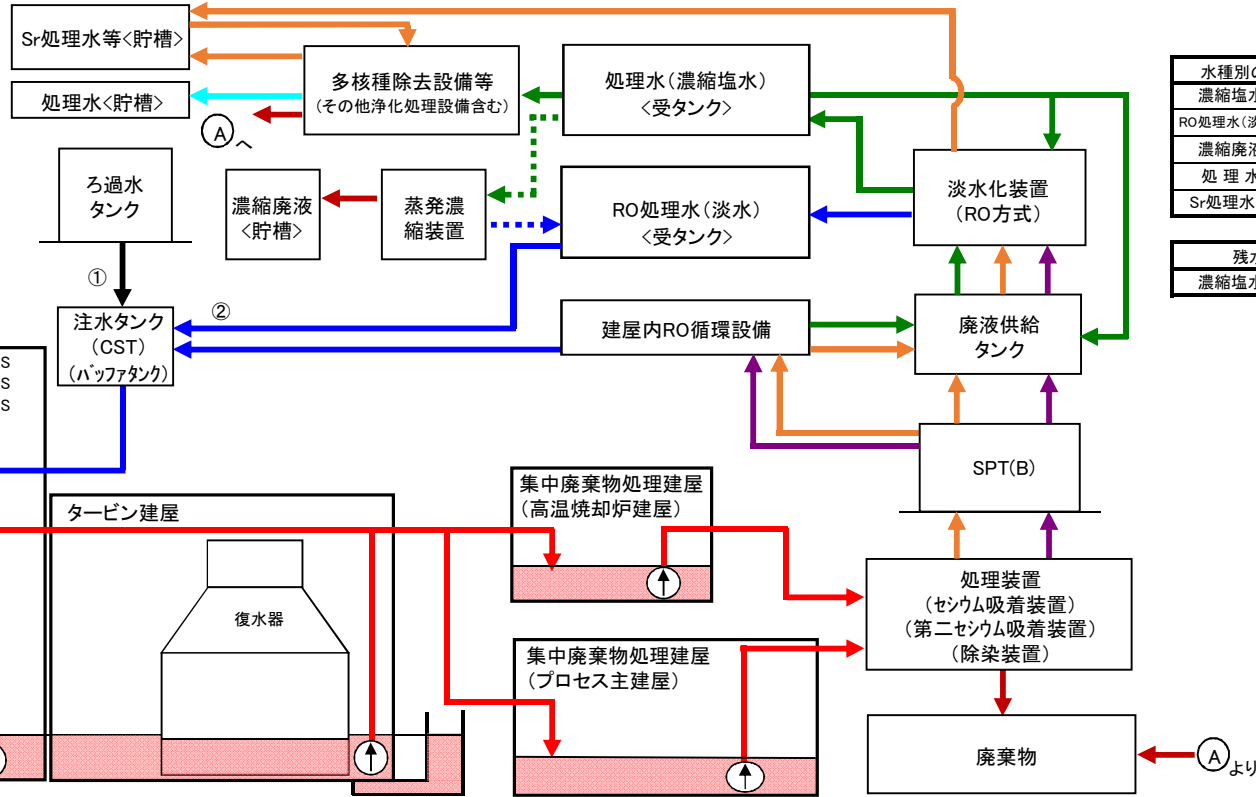 Sr処理水等<貯槽>
処理水<貯槽>
Aへ
多核種除去設備等
(その他浄化処理設備含む)
処理水(濃縮塩水)
<受タンク>
水種別の
濃縮塩水
RO処理水(淡
濃縮廃液
処 理 水
Sr処理水
残水
濃縮塩水
ろ過水
タンク
濃縮廃液
<貯槽>
蒸発濃
縮装置
RO処理水(淡水)
<受タンク>
淡水化装置
(RO方式)
①
②
注水タンク
(CST)
(バッファタンク)
建屋内RO循環設備
廃液供給
タンク
S
S
S
SPT(B)
タービン建屋
復水器
集中廃棄物処理建屋
(高温焼却炉建屋)
処理装置
(セシウム吸着装置)
(第二セシウム吸着装置)
(除染装置)
集中廃棄物処理建屋
(プロセス主建屋)
廃棄物
Aより